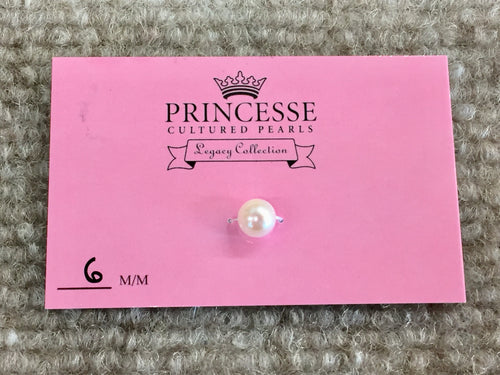 PRINCESSE
CULTURED PEARLS
Legacy Collection
6 M/M